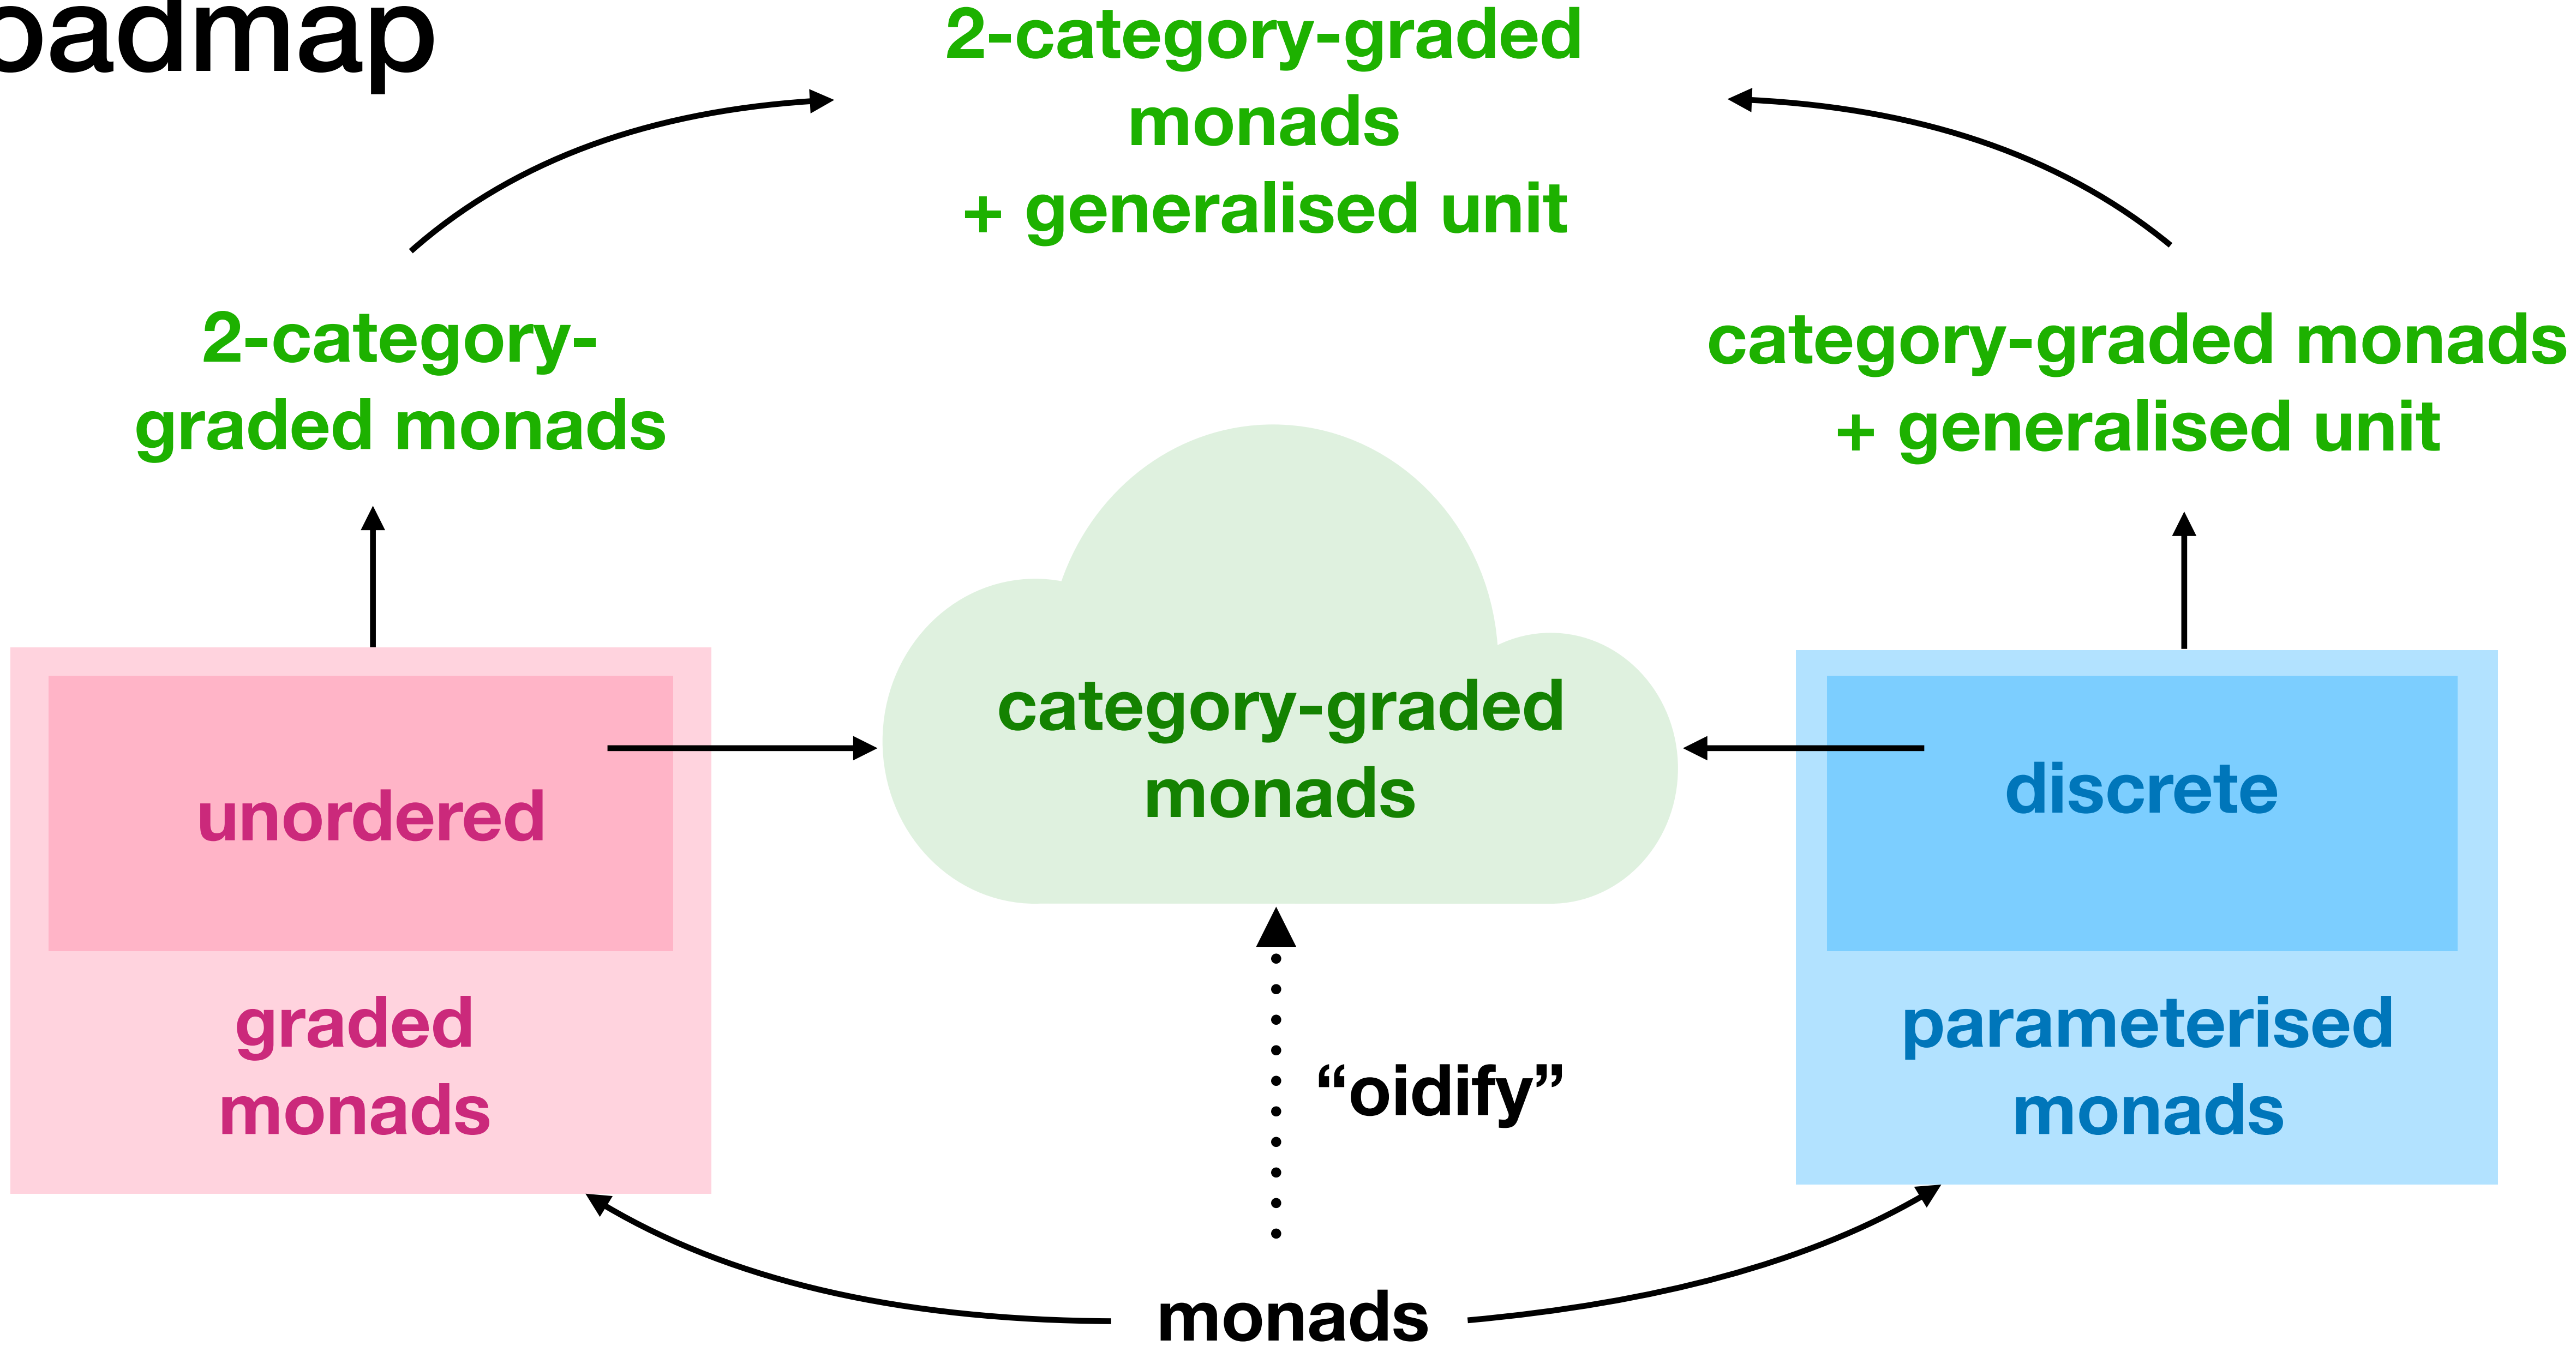 oadmap
2-category-graded
monads
+ generalised unit
2-category-
graded monads
category-graded monads
+ generalised unit
category-graded
monads
unordered
discrete
graded
monads
parameterised
monads
“oidify”
monads